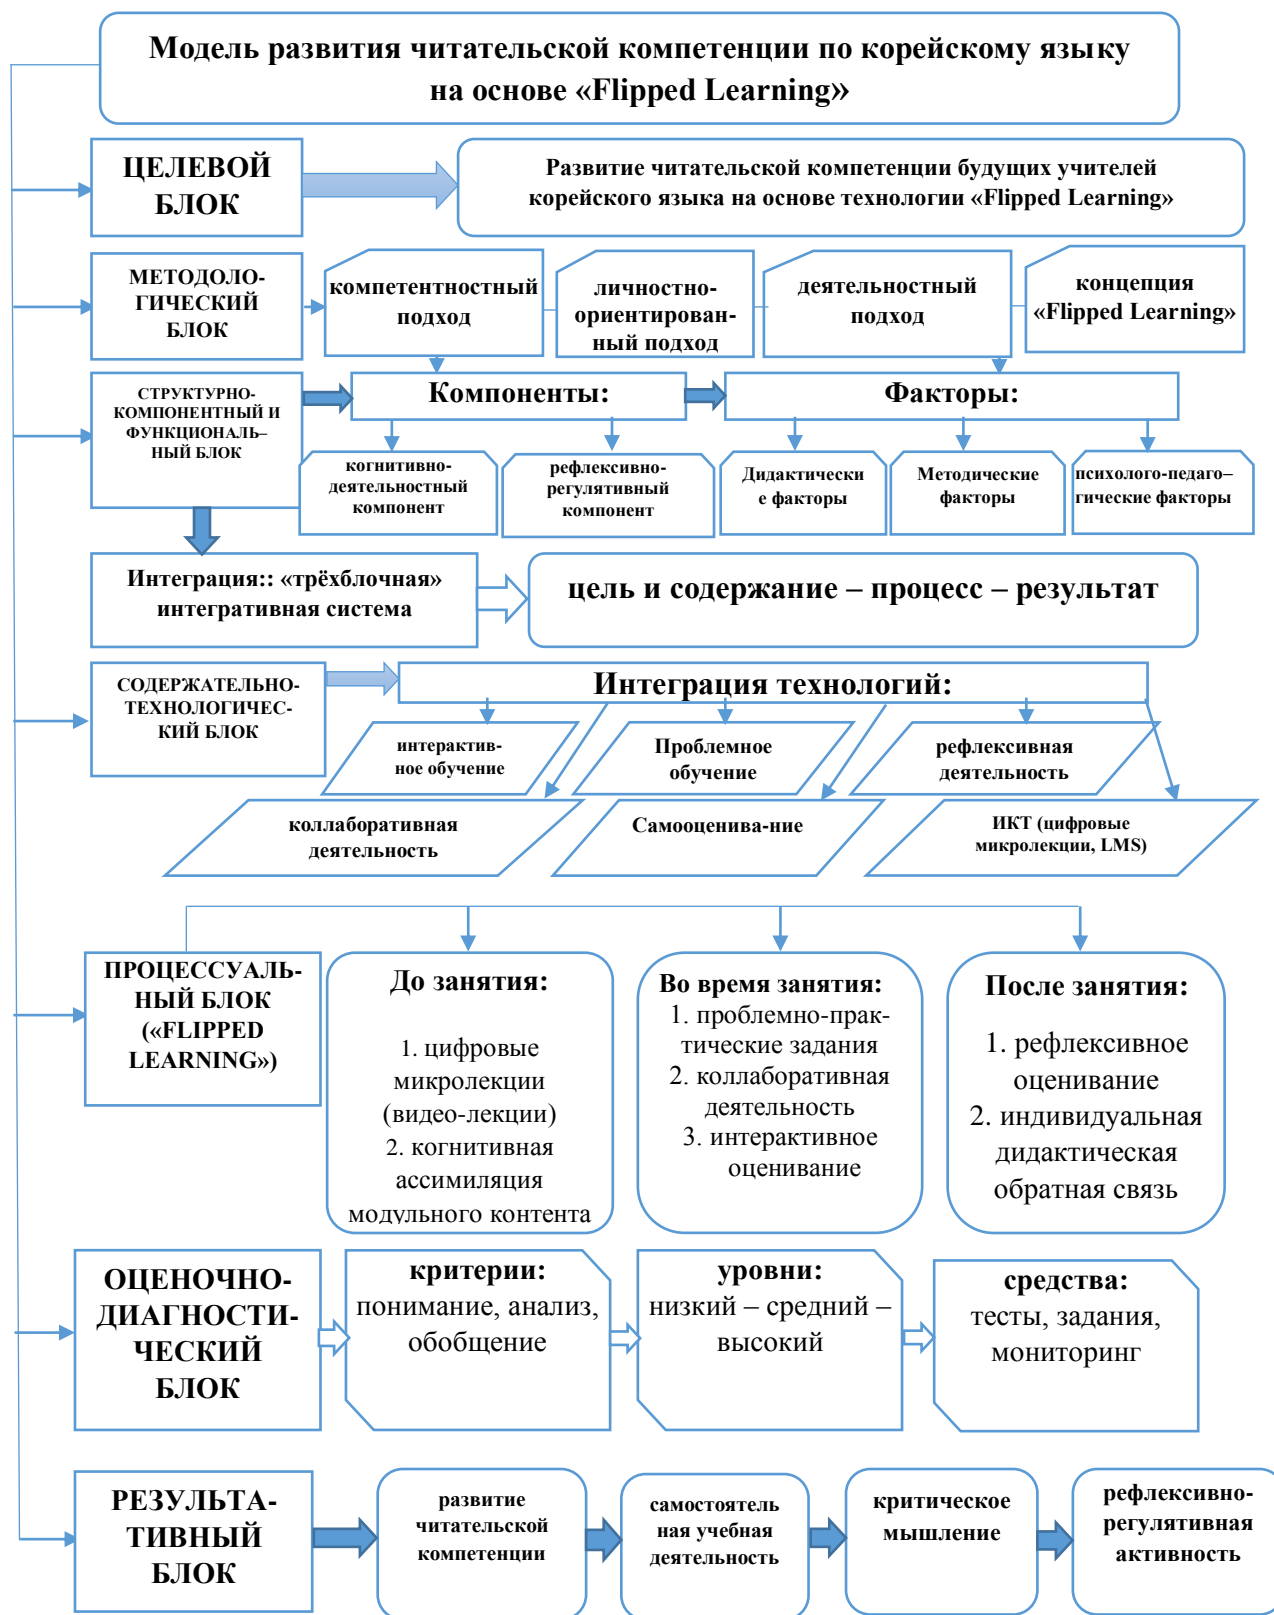 Модель развития читательской компетенции по корейскому языку
на основе «Flipped Learning»
ЦЕЛЕВОЙ
БЛОК
Развитие читательской компетенции будущих учителей
корейского языка на основе технологии «Flipped Learning»
МЕТОДОЛО-
ГИЧЕСКИЙ
БЛОК
компетентностный
подход
личностно-
ориентирован-
ный подход
деятельностный
подход
концепция
«Flipped Learning»
СТРУКТУРНО-
КОМПОНЕНТНЫЙ И
ФУНКЦИОНАЛЬ–
НЫЙ БЛОК
Компоненты:
Факторы:
когнитивно-
деятельностный
компонент
рефлексивно-
регулятивный
компонент
Дидактически
е факторы
Методические
факторы
психолого-педаго–
гические факторы
Интеграция:: «трёхблочная»
интегративная система
цель и содержание – процесс – результат
СОДЕРЖАТЕЛЬНО-
ТЕХНОЛОГИЧЕС-
КИЙ БЛОК
Интеграция технологий:
интерактив-
ное обучение
Проблемное
обучение
рефлексивная
деятельность
коллаборативная
деятельность
Самооценива-ние
ИКТ (цифровые
микролекции, LMS)
ПРОЦЕССУАЛЬ-
НЫЙ БЛОК
(«FLIPPED
LEARNING»)
До занятия:
1. цифровые
микролекции
(видео-лекции)
2. когнитивная
ассимиляция
модульного контента
Во время занятия:
1. проблемно-прак-
тические задания
2. коллаборативная
деятельность
3. интерактивное
оценивание
После занятия:
1. рефлексивное
оценивание
2. индивидуальная
дидактическая
обратная связь
ОЦЕНОЧНО-
ДИАГНОСТИ-
ЧЕСКИЙ
БЛОК
критерии:
понимание, анализ,
обобщение
уровни:
низкий – средний –
высокий
средства:
тесты, задания,
мониторинг
РЕЗУЛЬТА-
ТИВНЫЙ
БЛОК
развитие
читательской
компетенции
самостоятель
ная учебная
деятельность
критическое
мышление
рефлексивно-
регулятивная
активность